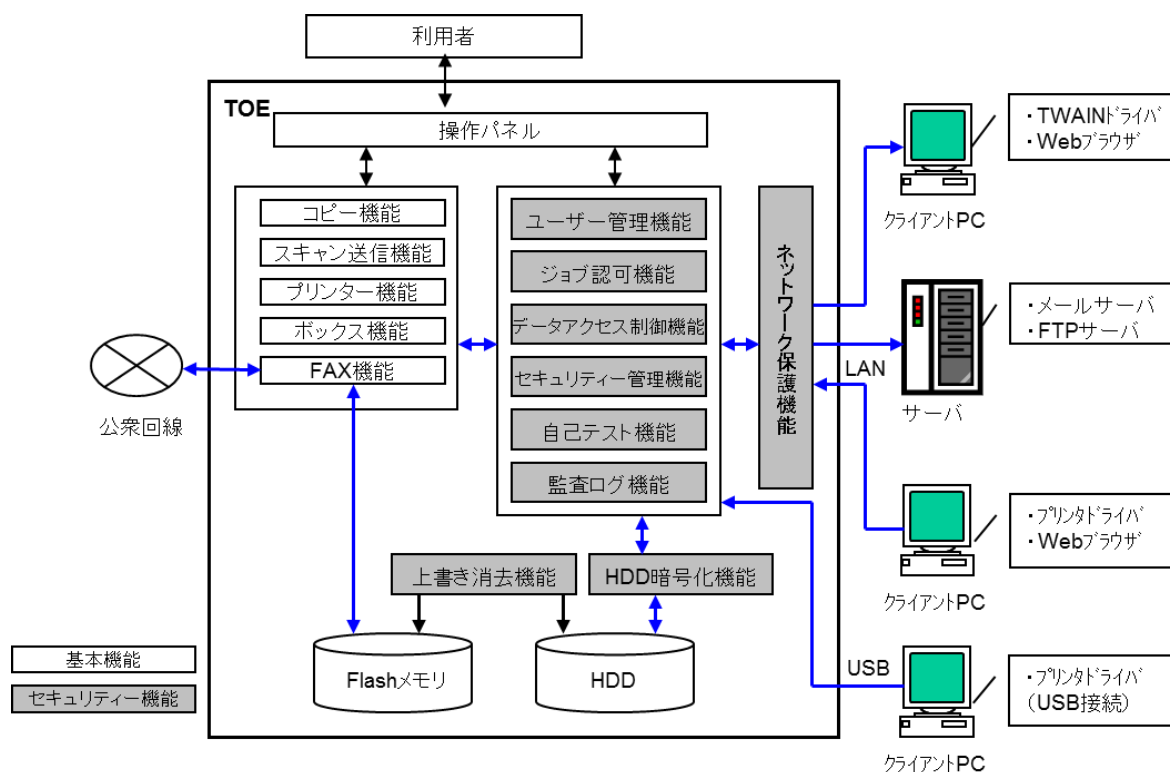 利用者
TOE
操作パネル
コピー機能
スキャン送信機能
プリンター機能
ボックス機能
FAX機能
ユーザー管理機能
ジョブ認可機能
データアクセス制御機能
セキュリティー管理機能
自己テスト機能
監査ログ機能
ネットワーク保護機能
上書き消去機能
HDD暗号化機能
Flashメモリ
HDD
公衆回線
基本機能
セキュリティー機能
LAN
USB
・TWAINﾄﾞﾗｲﾊﾞ
・Webﾌﾞﾗｳｻﾞ
ｸﾗｲｱﾝﾄPC
・メールサーバ
・FTPサーバ
サーバ
・ﾌﾟﾘﾝﾀﾄﾞﾗｲﾊﾞ
・Webﾌﾞﾗｳｻﾞ
ｸﾗｲｱﾝﾄPC
・ﾌﾟﾘﾝﾀﾄﾞﾗｲﾊﾞ
(USB接続)
ｸﾗｲｱﾝﾄPC